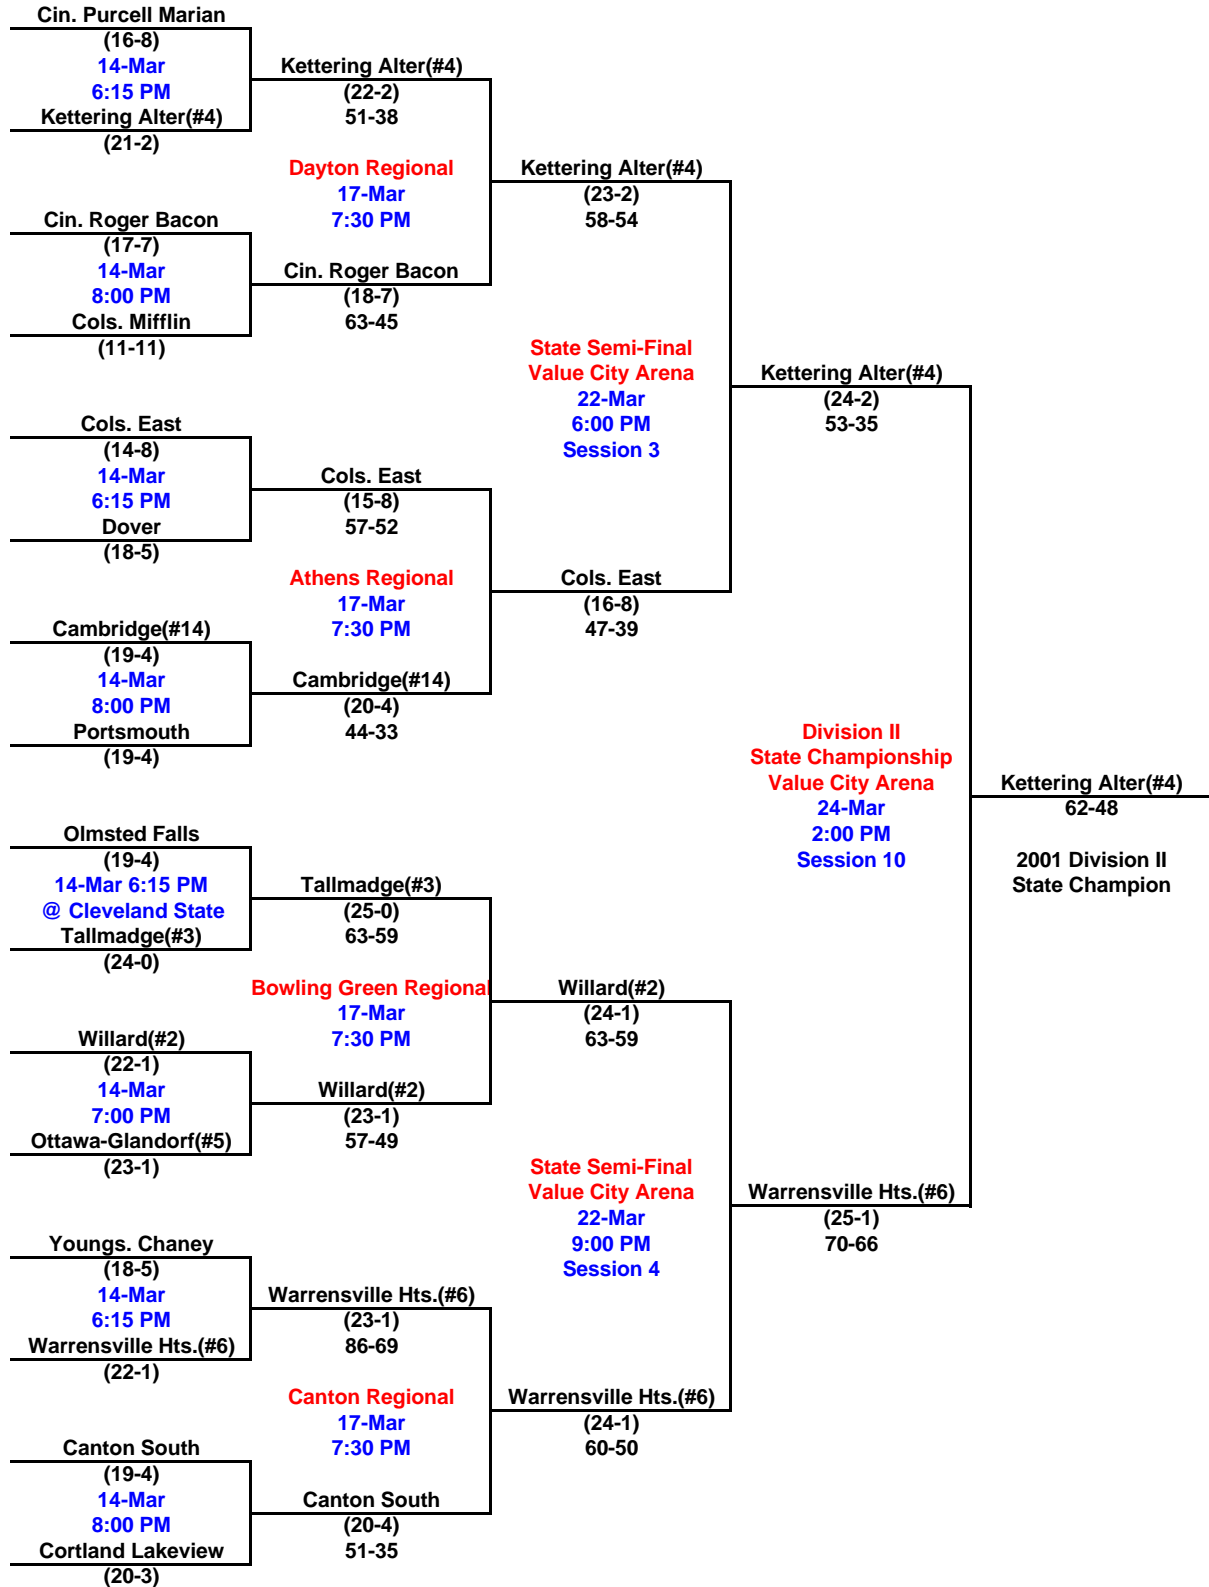 Cin. Purcell Marian
(16-8)
14-Mar
6:15 PM
Kettering Alter(#4)
(21-2)
Cin. Roger Bacon
(17-7)
14-Mar
8:00 PM
Cols. Mifflin
(11-11)
Cols. East
(14-8)
14-Mar
6:15 PM
Dover
(18-5)
Cambridge(#14)
(19-4)
14-Mar
8:00 PM
Portsmouth
(19-4)
Olmsted Falls
(19-4)
14-Mar 6:15 PM
@ Cleveland State
Tallmadge(#3)
(24-0)
Willard(#2)
(22-1)
14-Mar
7:00 PM
Ottawa-Glandorf(#5)
(23-1)
Youngs. Chaney
(18-5)
14-Mar
6:15 PM
Warrensville Hts.(#6)
(22-1)
Canton South
(19-4)
14-Mar
8:00 PM
Cortland Lakeview
(20-3)
Kettering Alter(#4)
(22-2)
51-38
Dayton Regional
17-Mar
7:30 PM
Cin. Roger Bacon
(18-7)
63-45
Cols. East
(15-8)
57-52
Athens Regional
17-Mar
7:30 PM
Cambridge(#14)
(20-4)
44-33
Tallmadge(#3)
(25-0)
63-59
Bowling Green Regional
17-Mar
7:30 PM
Willard(#2)
(23-1)
57-49
Warrensville Hts.(#6)
(23-1)
86-69
Canton Regional
17-Mar
7:30 PM
Canton South
(20-4)
51-35
Kettering Alter(#4)
(23-2)
58-54
State Semi-Final
Value City Arena
22-Mar
6:00 PM
Session 3
Cols. East
(16-8)
47-39
Willard(#2)
(24-1)
63-59
State Semi-Final
Value City Arena
22-Mar
9:00 PM
Session 4
Warrensville Hts.(#6)
(24-1)
60-50
Kettering Alter(#4)
(24-2)
53-35
Division II
State Championship
Value City Arena
24-Mar
2:00 PM
Session 10
Warrensville Hts.(#6)
(25-1)
70-66
Kettering Alter(#4)
62-48
2001 Division II
State Champion